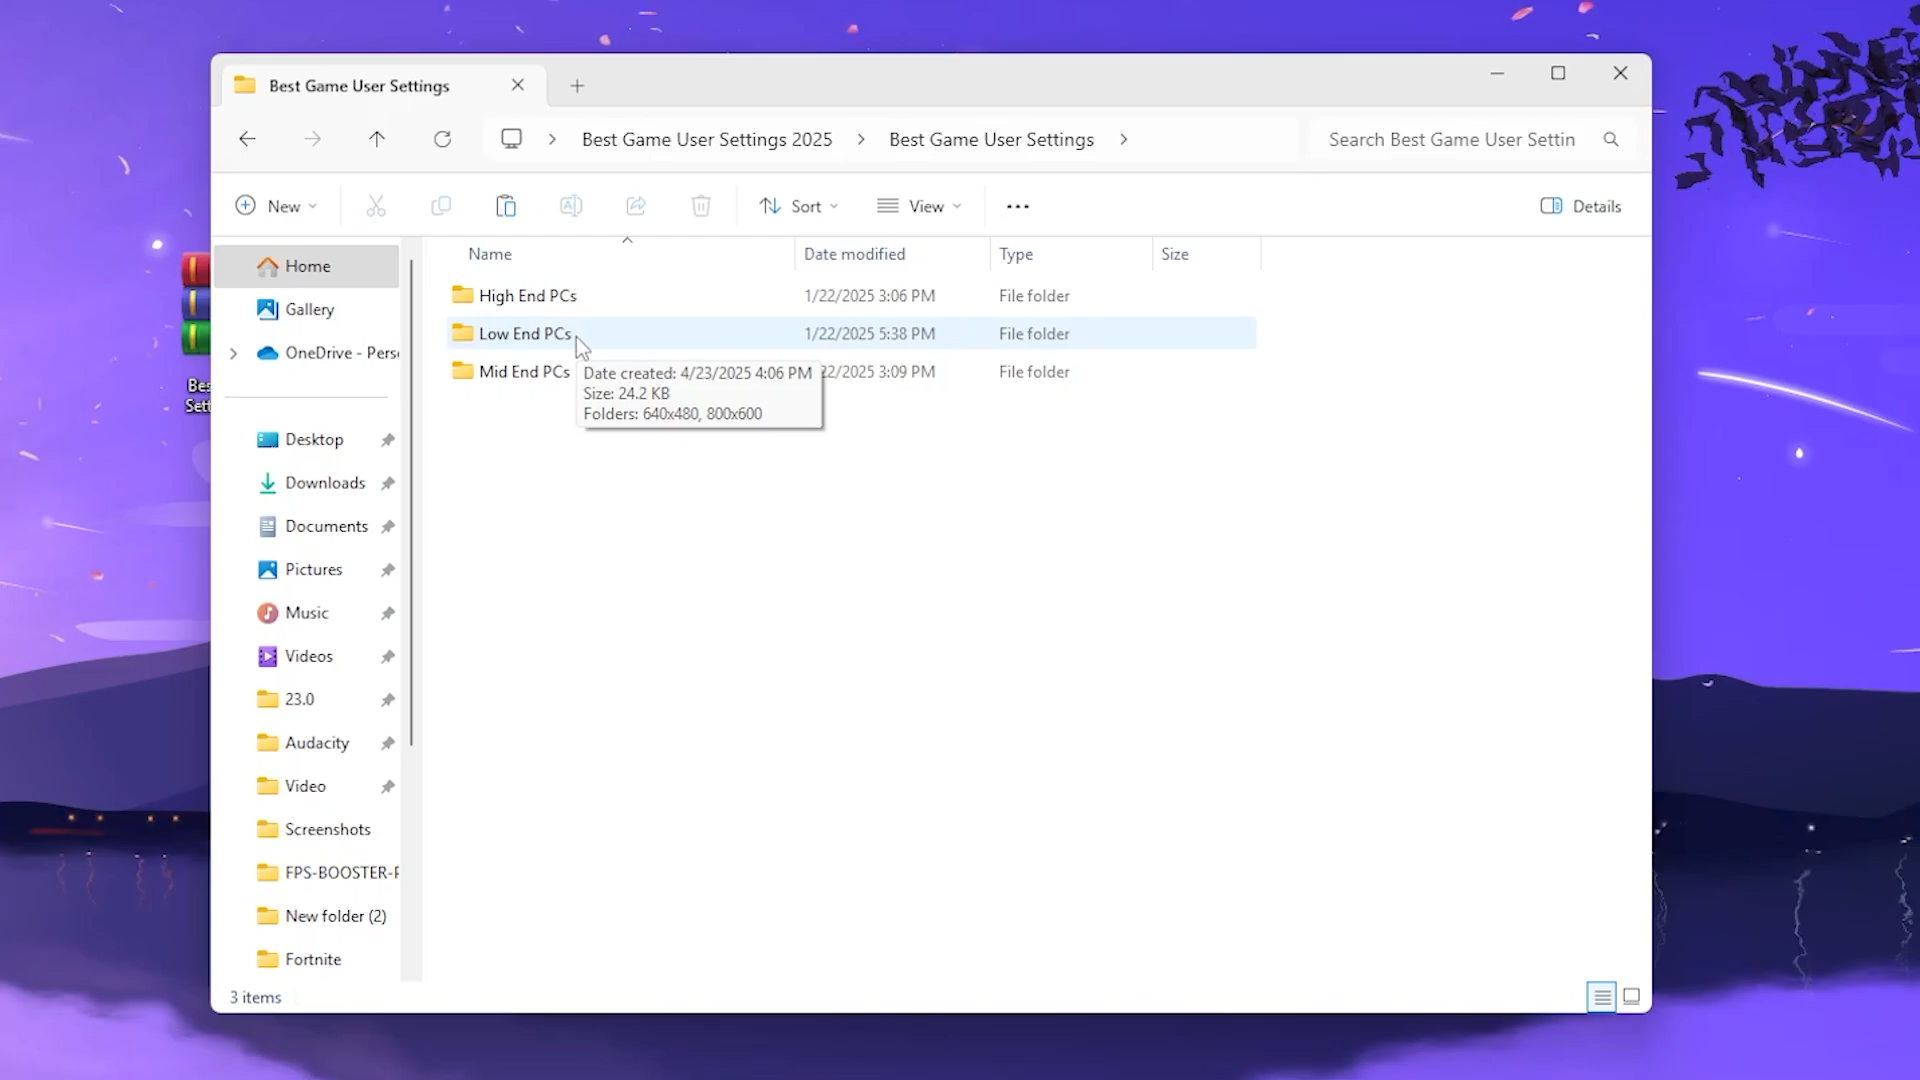 Best Game User Settings
Best Game User Settings 2025 > Best Game User Settings >
Search Best Game User Settin
New
Sort
View
Details
Name
Date modified
Type
Size
High End PCs 1/22/2025 3:06 PM File folder
Low End PCs 1/22/2025 5:38 PM File folder
Mid End PCs 22/2025 3:09 PM File folder
Date created: 4/23/2025 4:06 PM
Size: 24.2 KB
Folders: 640x480, 800x600
Home
Gallery
OneDrive - Pers
Desktop
Downloads
Documents
Pictures
Music
Videos
23.0
Audacity
Video
Screenshots
FPS-BOOSTER-P
New folder (2)
Fortnite
3 items
Bes
Sett